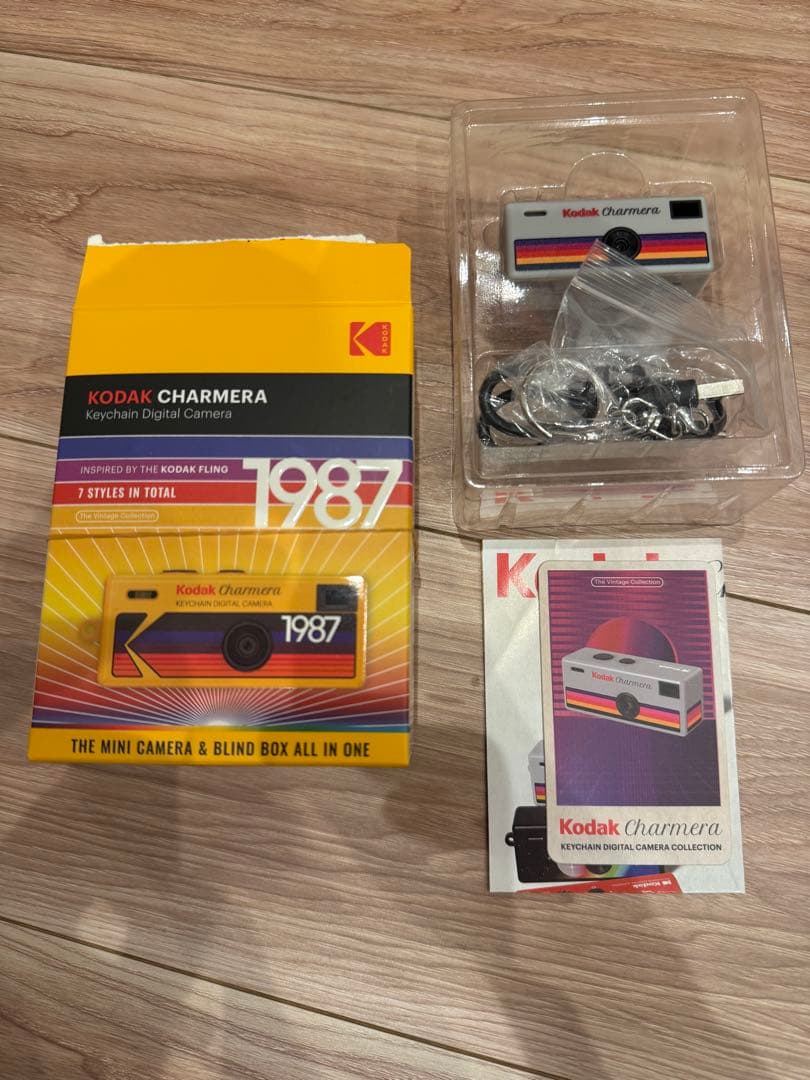 KODAK
KODAK CHARMERA
Keychain Digital Camera
INSPIRED BY THE KODAK FLING
1987
7 STYLES IN TOTAL
The Vintage Collection
Kodak Charmera
KEYCHAIN DIGITAL CAMERA
1987
THE MINI CAMERA & BLIND BOX ALL IN ONE
Kodak Charmera
The Vintage Collection
Kodak Charmera
Kodak Charmera
KEYCHAIN DIGITAL CAMERA COLLECTION
Kodak